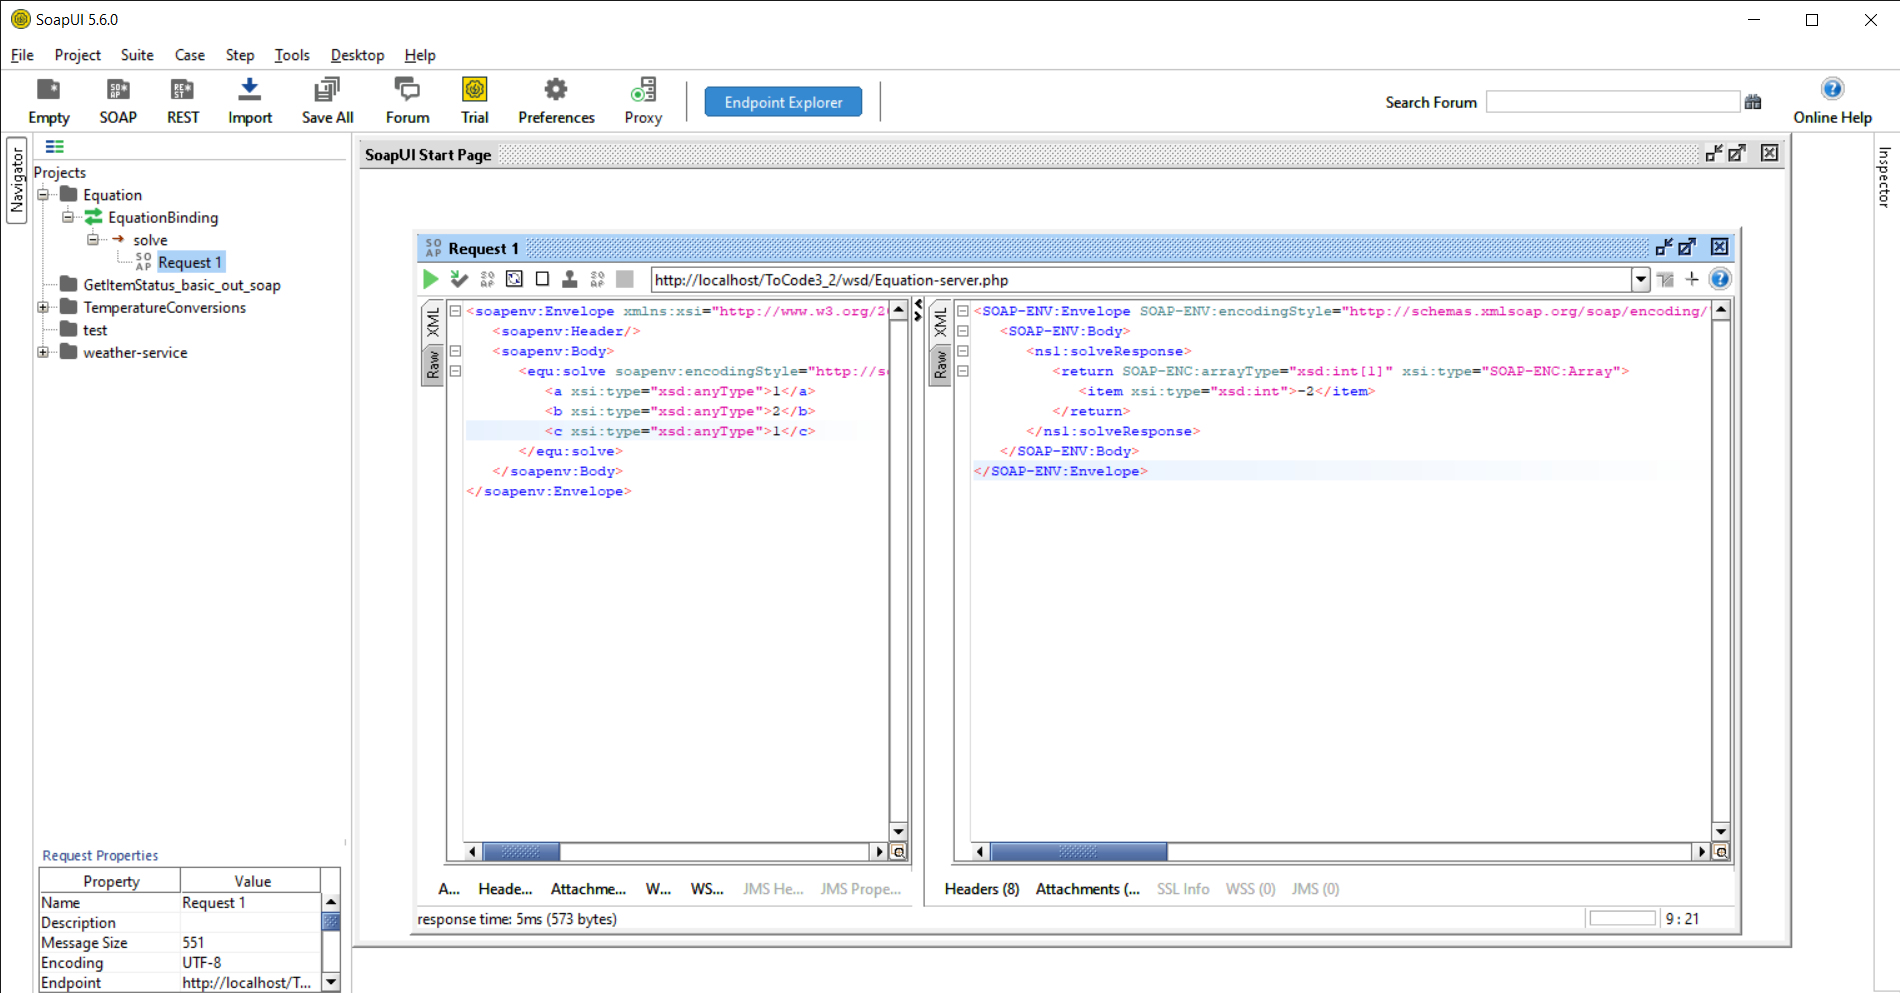 SoapUI 5.6.0
File Project Suite Case Step Tools Desktop Help
Empty SOAP REST Import Save All Forum Trial Preferences Proxy Endpoint Explorer Search Forum Online Help
Navigator
Inspector
Projects
Equation
EquationBinding
solve
Request 1
GetItemStatus_basic_out_soap
TemperatureConversions
test
weather-service
SoapUI Start Page
SOAP Request 1
http://localhost/ToCode3_2/wsd/Equation-server.php
XML
Raw
<soapenv:Envelope xmlns:xsi="http://www.w3.org/20
<soapenv:Header/>
<soapenv:Body>
<equ:solve soapenv:encodingStyle="http://s
<a xsi:type="xsd:anyType">1</a>
<b xsi:type="xsd:anyType">2</b>
<c xsi:type="xsd:anyType">1</c>
</equ:solve>
</soapenv:Body>
</soapenv:Envelope>
XML
Raw
<SOAP-ENV:Envelope SOAP-ENV:encodingStyle="http://schemas.xmlsoap.org/soap/encoding/"
<SOAP-ENV:Body>
<ns1:solveResponse>
<return SOAP-ENC:arrayType="xsd:int[1]" xsi:type="SOAP-ENC:Array">
<item xsi:type="xsd:int">-2</item>
</return>
</ns1:solveResponse>
</SOAP-ENV:Body>
</SOAP-ENV:Envelope>
A... Heade... Attachme... W... WS... JMS He... JMS Prope...
Headers (8) Attachments (... SSL Info WSS (0) JMS (0)
response time: 5ms (573 bytes)
9 : 21
Request Properties
Property Value
Name Request 1
Description
Message Size 551
Encoding UTF-8
Endpoint http://localhost/T...